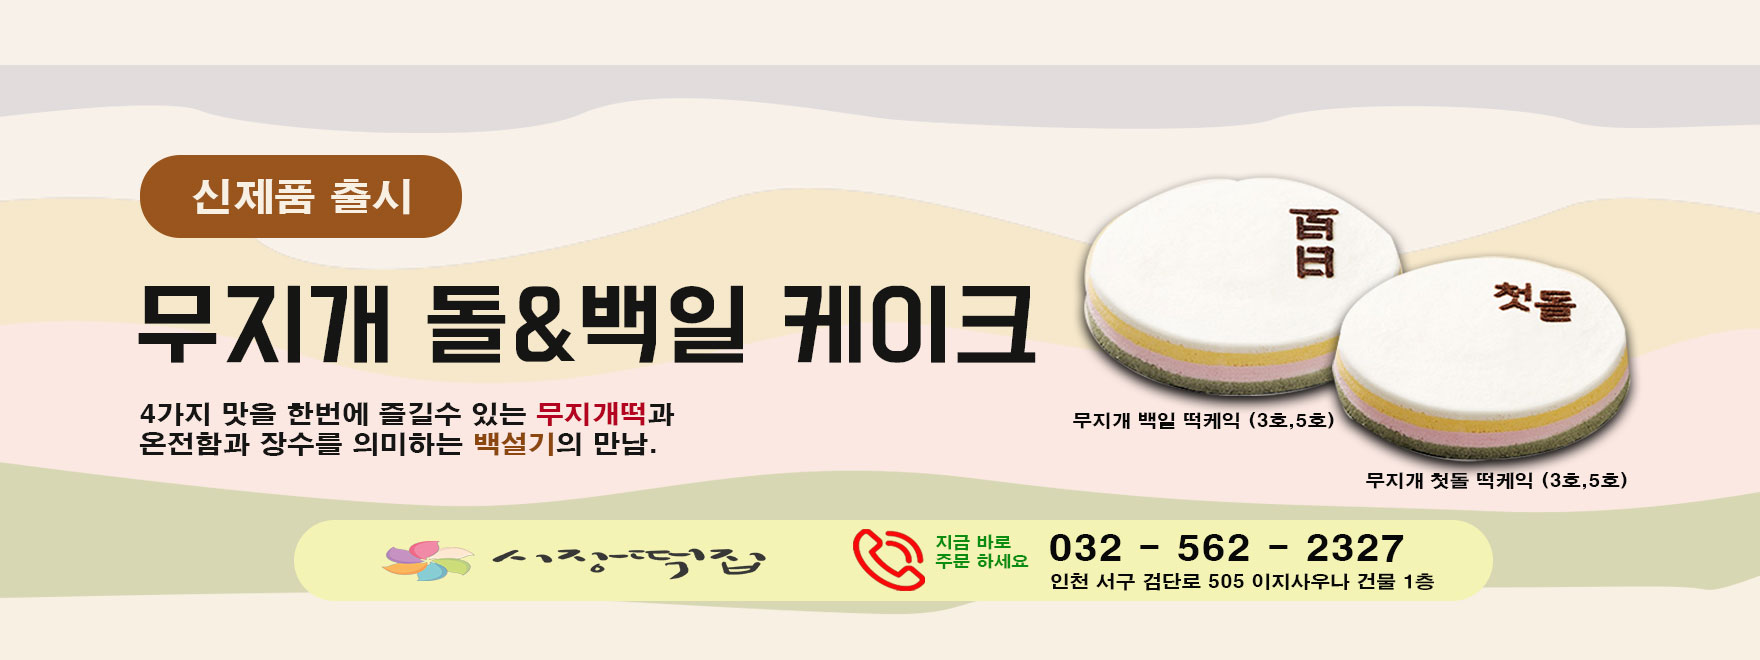 신제품 출시
무지개 돌&백일 케이크
4가지 맛을 한번에 즐길수 있는 무지개떡과
온전함과 장수를 의미하는 백설기의 만남.
百
日
첫돌
무지개 백일 떡케익 (3호,5호)
무지개 첫돌 떡케익 (3호,5호)
시장떡집
지금 바로
주문 하세요
032 - 562 - 2327
인천 서구 검단로 505 이지사우나 건물 1층